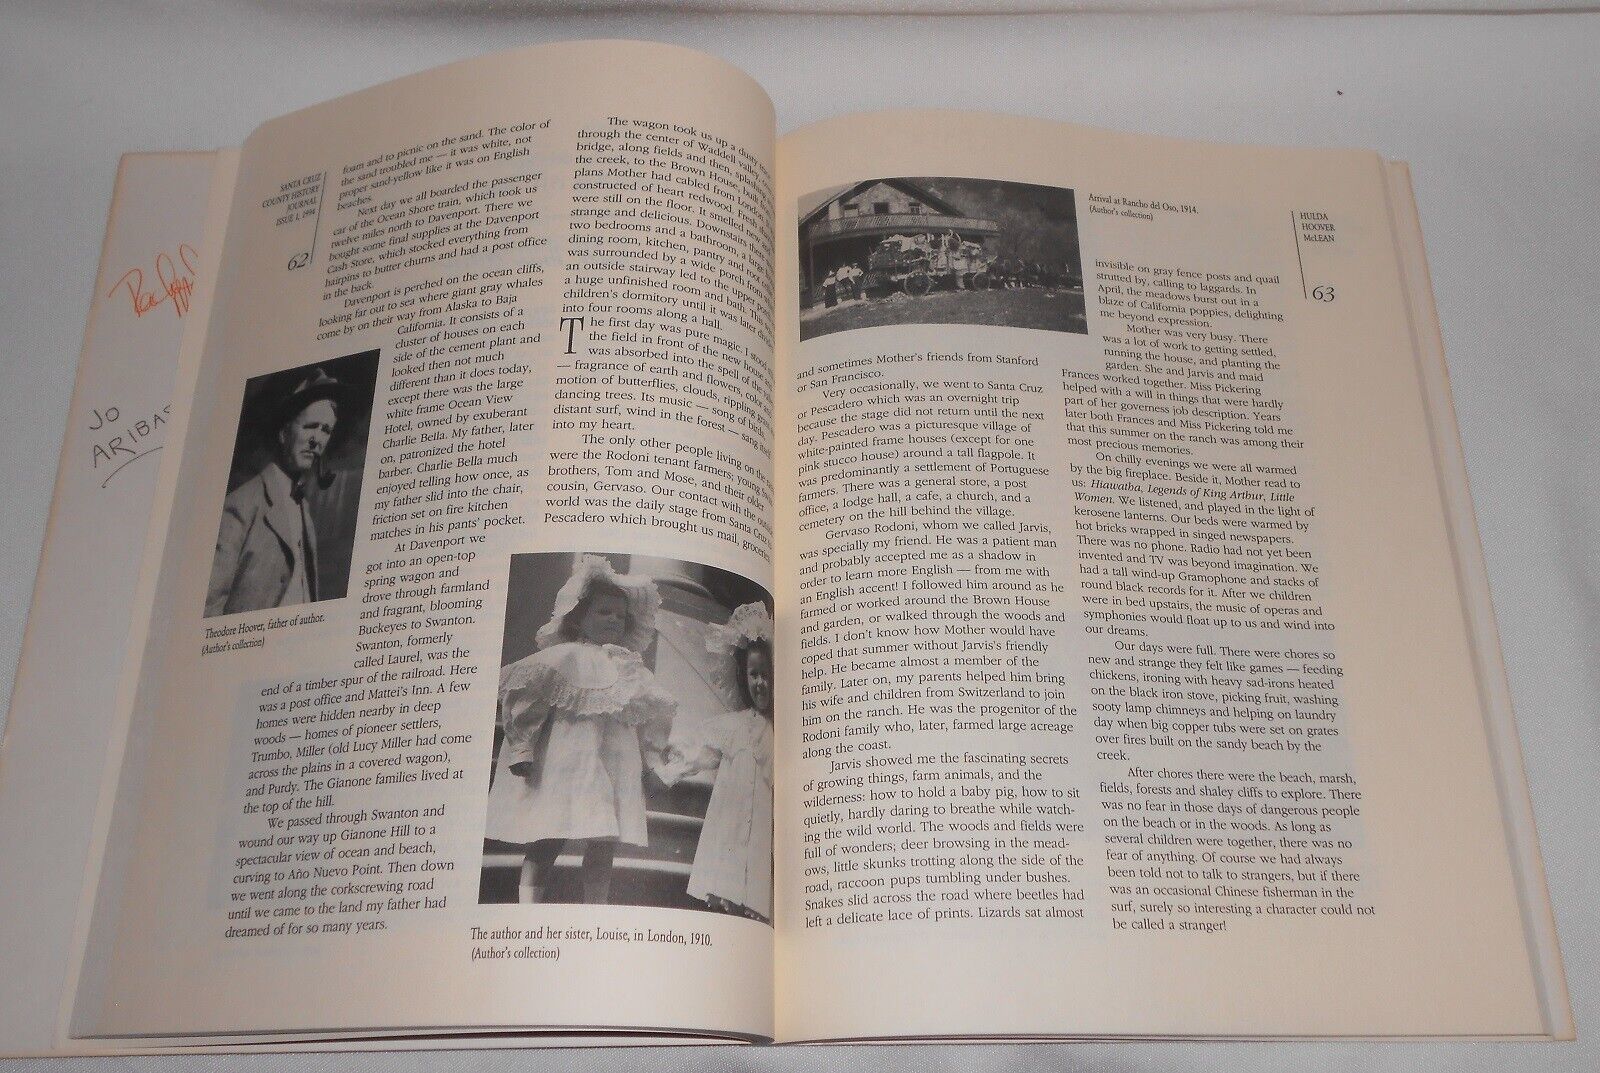 JO
ARIBAS
SANTA CRUZ
COUNTY HISTORY
JOURNAL
ISSUE 1, 1994
62
foam and to picnic on the sand. The color of
the sand troubled me — it was white, not
proper sand-yellow like it was on English
beaches.
Next day we all boarded the passenger
car of the Ocean Shore train, which took us
twelve miles north to Davenport. There we
bought some final supplies at the Davenport
Cash Store, which stocked everything from
hairpins to butter churns and had a post office
in the back.
Davenport is perched on the ocean cliffs,
looking far out to sea where giant gray whales
come by on their way from Alaska to Baja
California. It consists of a
cluster of houses on each
side of the cement plant and
looked then not much
different than it does today,
except there was the large
white frame Ocean View
Hotel, owned by exuberant
Charlie Bella. My father, later
on, patronized the hotel
barber. Charlie Bella much
enjoyed telling how once, as
my father slid into the chair,
friction set on fire kitchen
matches in his pants' pocket.
At Davenport we
got into an open-top
spring wagon and
drove through farmland
and fragrant, blooming
Buckeyes to Swanton.
Swanton, formerly
called Laurel, was the
end of a timber spur of the railroad. Here
was a post office and Mattei's Inn. A few
homes were hidden nearby in deep
woods — homes of pioneer settlers,
Trumbo, Miller (old Lucy Miller had come
across the plains in a covered wagon),
and Purdy. The Gianone families lived at
the top of the hill.
We passed through Swanton and
wound our way up Gianone Hill to a
spectacular view of ocean and beach,
curving to Año Nuevo Point. Then down
we went along the corkscrewing road
until we came to the land my father had
dreamed of for so many years.
Theodore Hoover, father of author.
(Author's collection)
The wagon took us up a dusty
through the center of Waddell valley,
bridge, along fields and then, splashing
the creek, to the Brown House, built from
plans Mother had cabled from London,
constructed of heart redwood. Fresh
were still on the floor. It smelled new and
strange and delicious. Downstairs there
two bedrooms and a bathroom, a large
dining room, kitchen, pantry and root
was surrounded by a wide porch from
an outside stairway led to the upper
a huge unfinished room and bath. This was
children's dormitory until it was later divided
into four rooms along a hall.
The first day was pure magic. I stood
the field in front of the new house and
was absorbed into the spell of the
— fragrance of earth and flowers, color and
motion of butterflies, clouds, rippling grass and
dancing trees. Its music — song of birds,
distant surf, wind in the forest — sang itself
into my heart.
The only other people living on the
were the Rodoni tenant farmers; young
brothers, Tom and Mose, and their older
cousin, Gervaso. Our contact with the outside
world was the daily stage from Santa Cruz to
Pescadero which brought us mail, groceries
The author and her sister, Louise, in London, 1910.
(Author's collection)
Arrival at Rancho del Oso, 1914.
(Author's collection)
HULDA
HOOVER
McLEAN
63
and sometimes Mother's friends from Stanford
or San Francisco.
Very occasionally, we went to Santa Cruz
or Pescadero which was an overnight trip
because the stage did not return until the next
day. Pescadero was a picturesque village of
white-painted frame houses (except for one
pink stucco house) around a tall flagpole. It
was predominantly a settlement of Portuguese
farmers. There was a general store, a post
office, a lodge hall, a cafe, a church, and a
cemetery on the hill behind the village.
Gervaso Rodoni, whom we called Jarvis,
was specially my friend. He was a patient man
and probably accepted me as a shadow in
order to learn more English — from me with
an English accent! I followed him around as he
farmed or worked around the Brown House
and garden, or walked through the woods and
fields. I don't know how Mother would have
coped that summer without Jarvis's friendly
help. He became almost a member of the
family. Later on, my parents helped him bring
his wife and children from Switzerland to join
him on the ranch. He was the progenitor of the
Rodoni family who, later, farmed large acreage
along the coast.
Jarvis showed me the fascinating secrets
of growing things, farm animals, and the
wilderness: how to hold a baby pig, how to sit
quietly, hardly daring to breathe while watch-
ing the wild world. The woods and fields were
full of wonders; deer browsing in the mead-
ows, little skunks trotting along the side of the
road, raccoon pups tumbling under bushes.
Snakes slid across the road where beetles had
left a delicate lace of prints. Lizards sat almost
invisible on gray fence posts and quail
strutted by, calling to laggards. In
April, the meadows burst out in a
blaze of California poppies, delighting
me beyond expression.
Mother was very busy. There
was a lot of work to getting settled,
running the house, and planting the
garden. She and Jarvis and maid
Frances worked together. Miss Pickering
helped with a will in things that were hardly
part of her governess job description. Years
later both Frances and Miss Pickering told me
that this summer on the ranch was among their
most precious memories.
On chilly evenings we were all warmed
by the big fireplace. Beside it, Mother read to
us: Hiawatha, Legends of King Arthur, Little
Women. We listened, and played in the light of
kerosene lanterns. Our beds were warmed by
hot bricks wrapped in singed newspapers.
There was no phone. Radio had not yet been
invented and TV was beyond imagination. We
had a tall wind-up Gramophone and stacks of
round black records for it. After we children
were in bed upstairs, the music of operas and
symphonies would float up to us and wind into
our dreams.
Our days were full. There were chores so
new and strange they felt like games — feeding
chickens, ironing with heavy sad-irons heated
on the black iron stove, picking fruit, washing
sooty lamp chimneys and helping on laundry
day when big copper tubs were set on grates
over fires built on the sandy beach by the
creek.
After chores there were the beach, marsh,
fields, forests and shaley cliffs to explore. There
was no fear in those days of dangerous people
on the beach or in the woods. As long as
several children were together, there was no
fear of anything. Of course we had always
been told not to talk to strangers, but if there
was an occasional Chinese fisherman in the
surf, surely so interesting a character could not
be called a stranger!